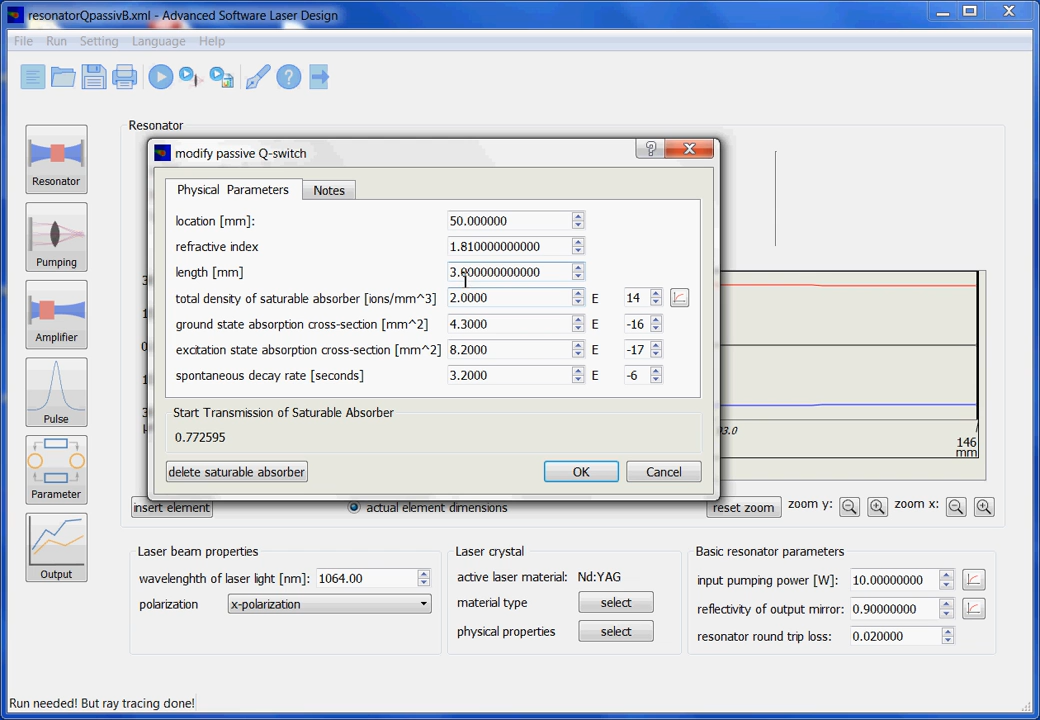 resonatorQpassivB.xml - Advanced Software Laser Design
File Run Setting Language Help
Resonator
Pumping
Amplifier
Pulse
Parameter
Output
Resonator
modify passive Q-switch
Physical Parameters Notes
location [mm]: 50.000000
refractive index 1.810000000000
length [mm] 3.000000000000
total density of saturable absorber [ions/mm^3] 2.0000 E 14
ground state absorption cross-section [mm^2] 4.3000 E -16
excitation state absorption cross-section [mm^2] 8.2000 E -17
spontaneous decay rate [seconds] 3.2000 E -6
Start Transmission of Saturable Absorber
0.772595
delete saturable absorber OK Cancel
146
mm
insert element actual element dimensions reset zoom zoom y: zoom x:
Laser beam properties
wavelenghth of laser light [nm]: 1064.00
polarization x-polarization
Laser crystal
active laser material: Nd:YAG
material type select
physical properties select
Basic resonator parameters
input pumping power [W]: 10.00000000
reflectivity of output mirror: 0.90000000
resonator round trip loss: 0.020000
Run needed! But ray tracing done!